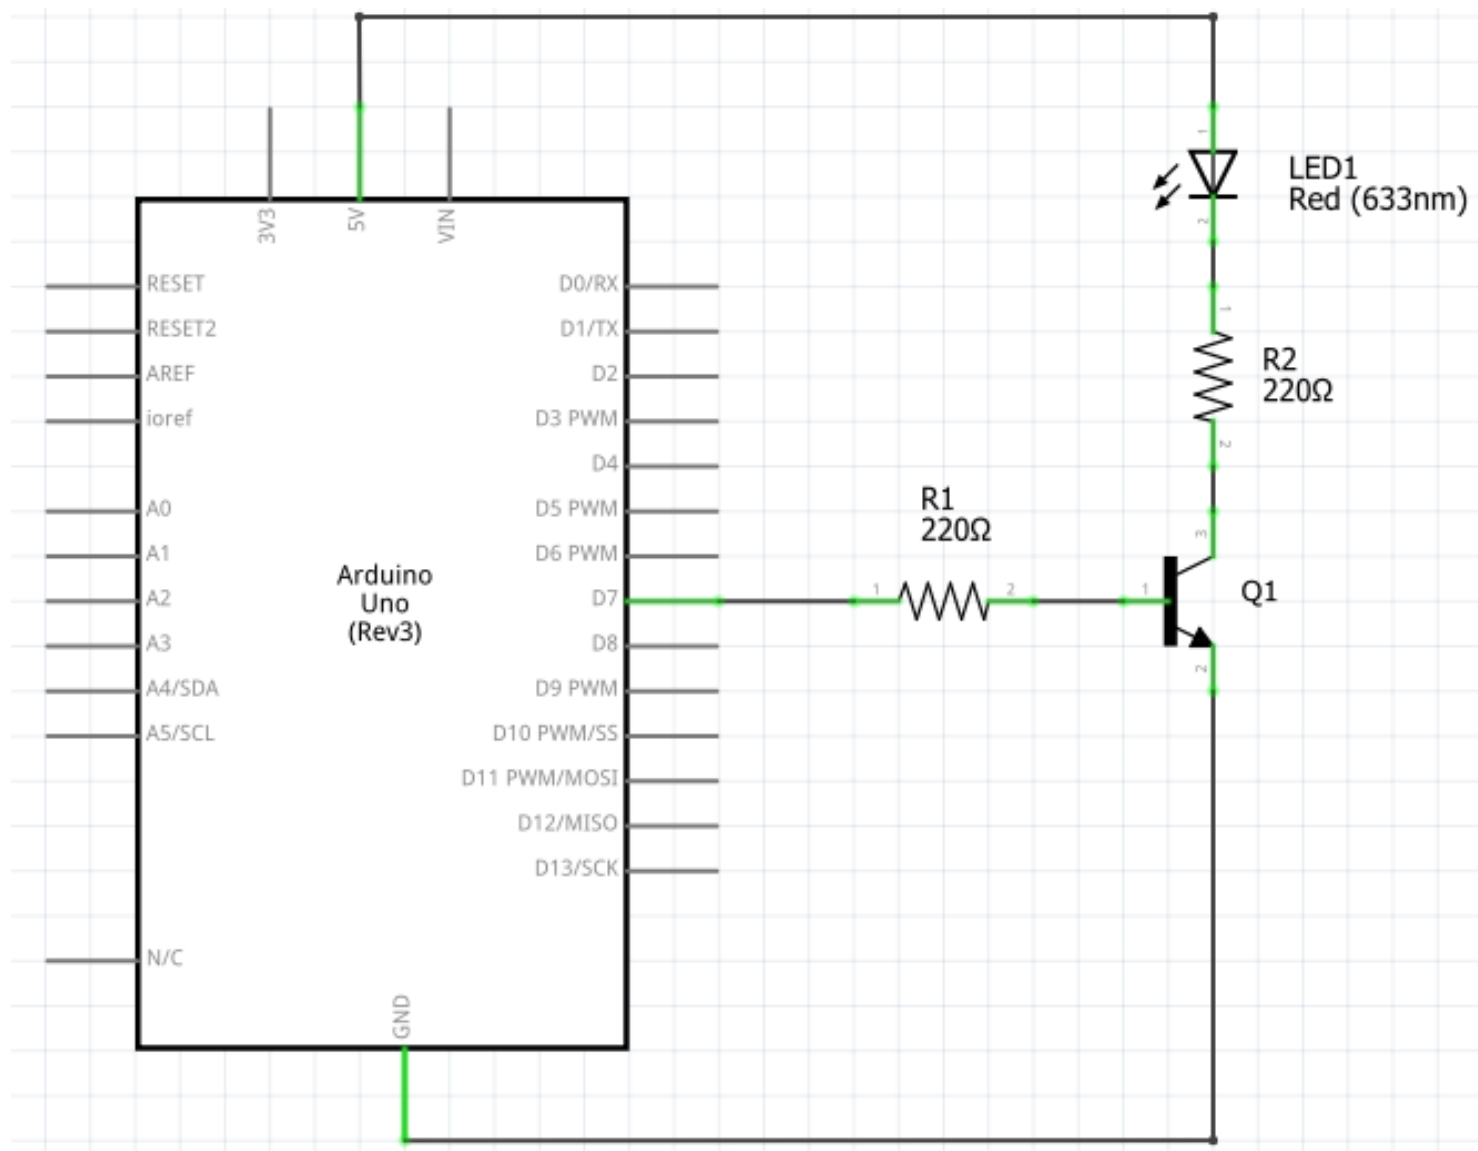 3V3
5V
VIN
1
LED1
Red (633nm)
2
RESET
D0/RX
1
RESET2
D1/TX
R2
220Ω
AREF
D2
ioref
D3 PWM
2
D4
R1
220Ω
A0
D5 PWM
3
A1
D6 PWM
Arduino
Uno
(Rev3)
A2
D7
1
2
1
Q1
A3
D8
2
A4/SDA
D9 PWM
A5/SCL
D10 PWM/SS
D11 PWM/MOSI
D12/MISO
D13/SCK
N/C
GND